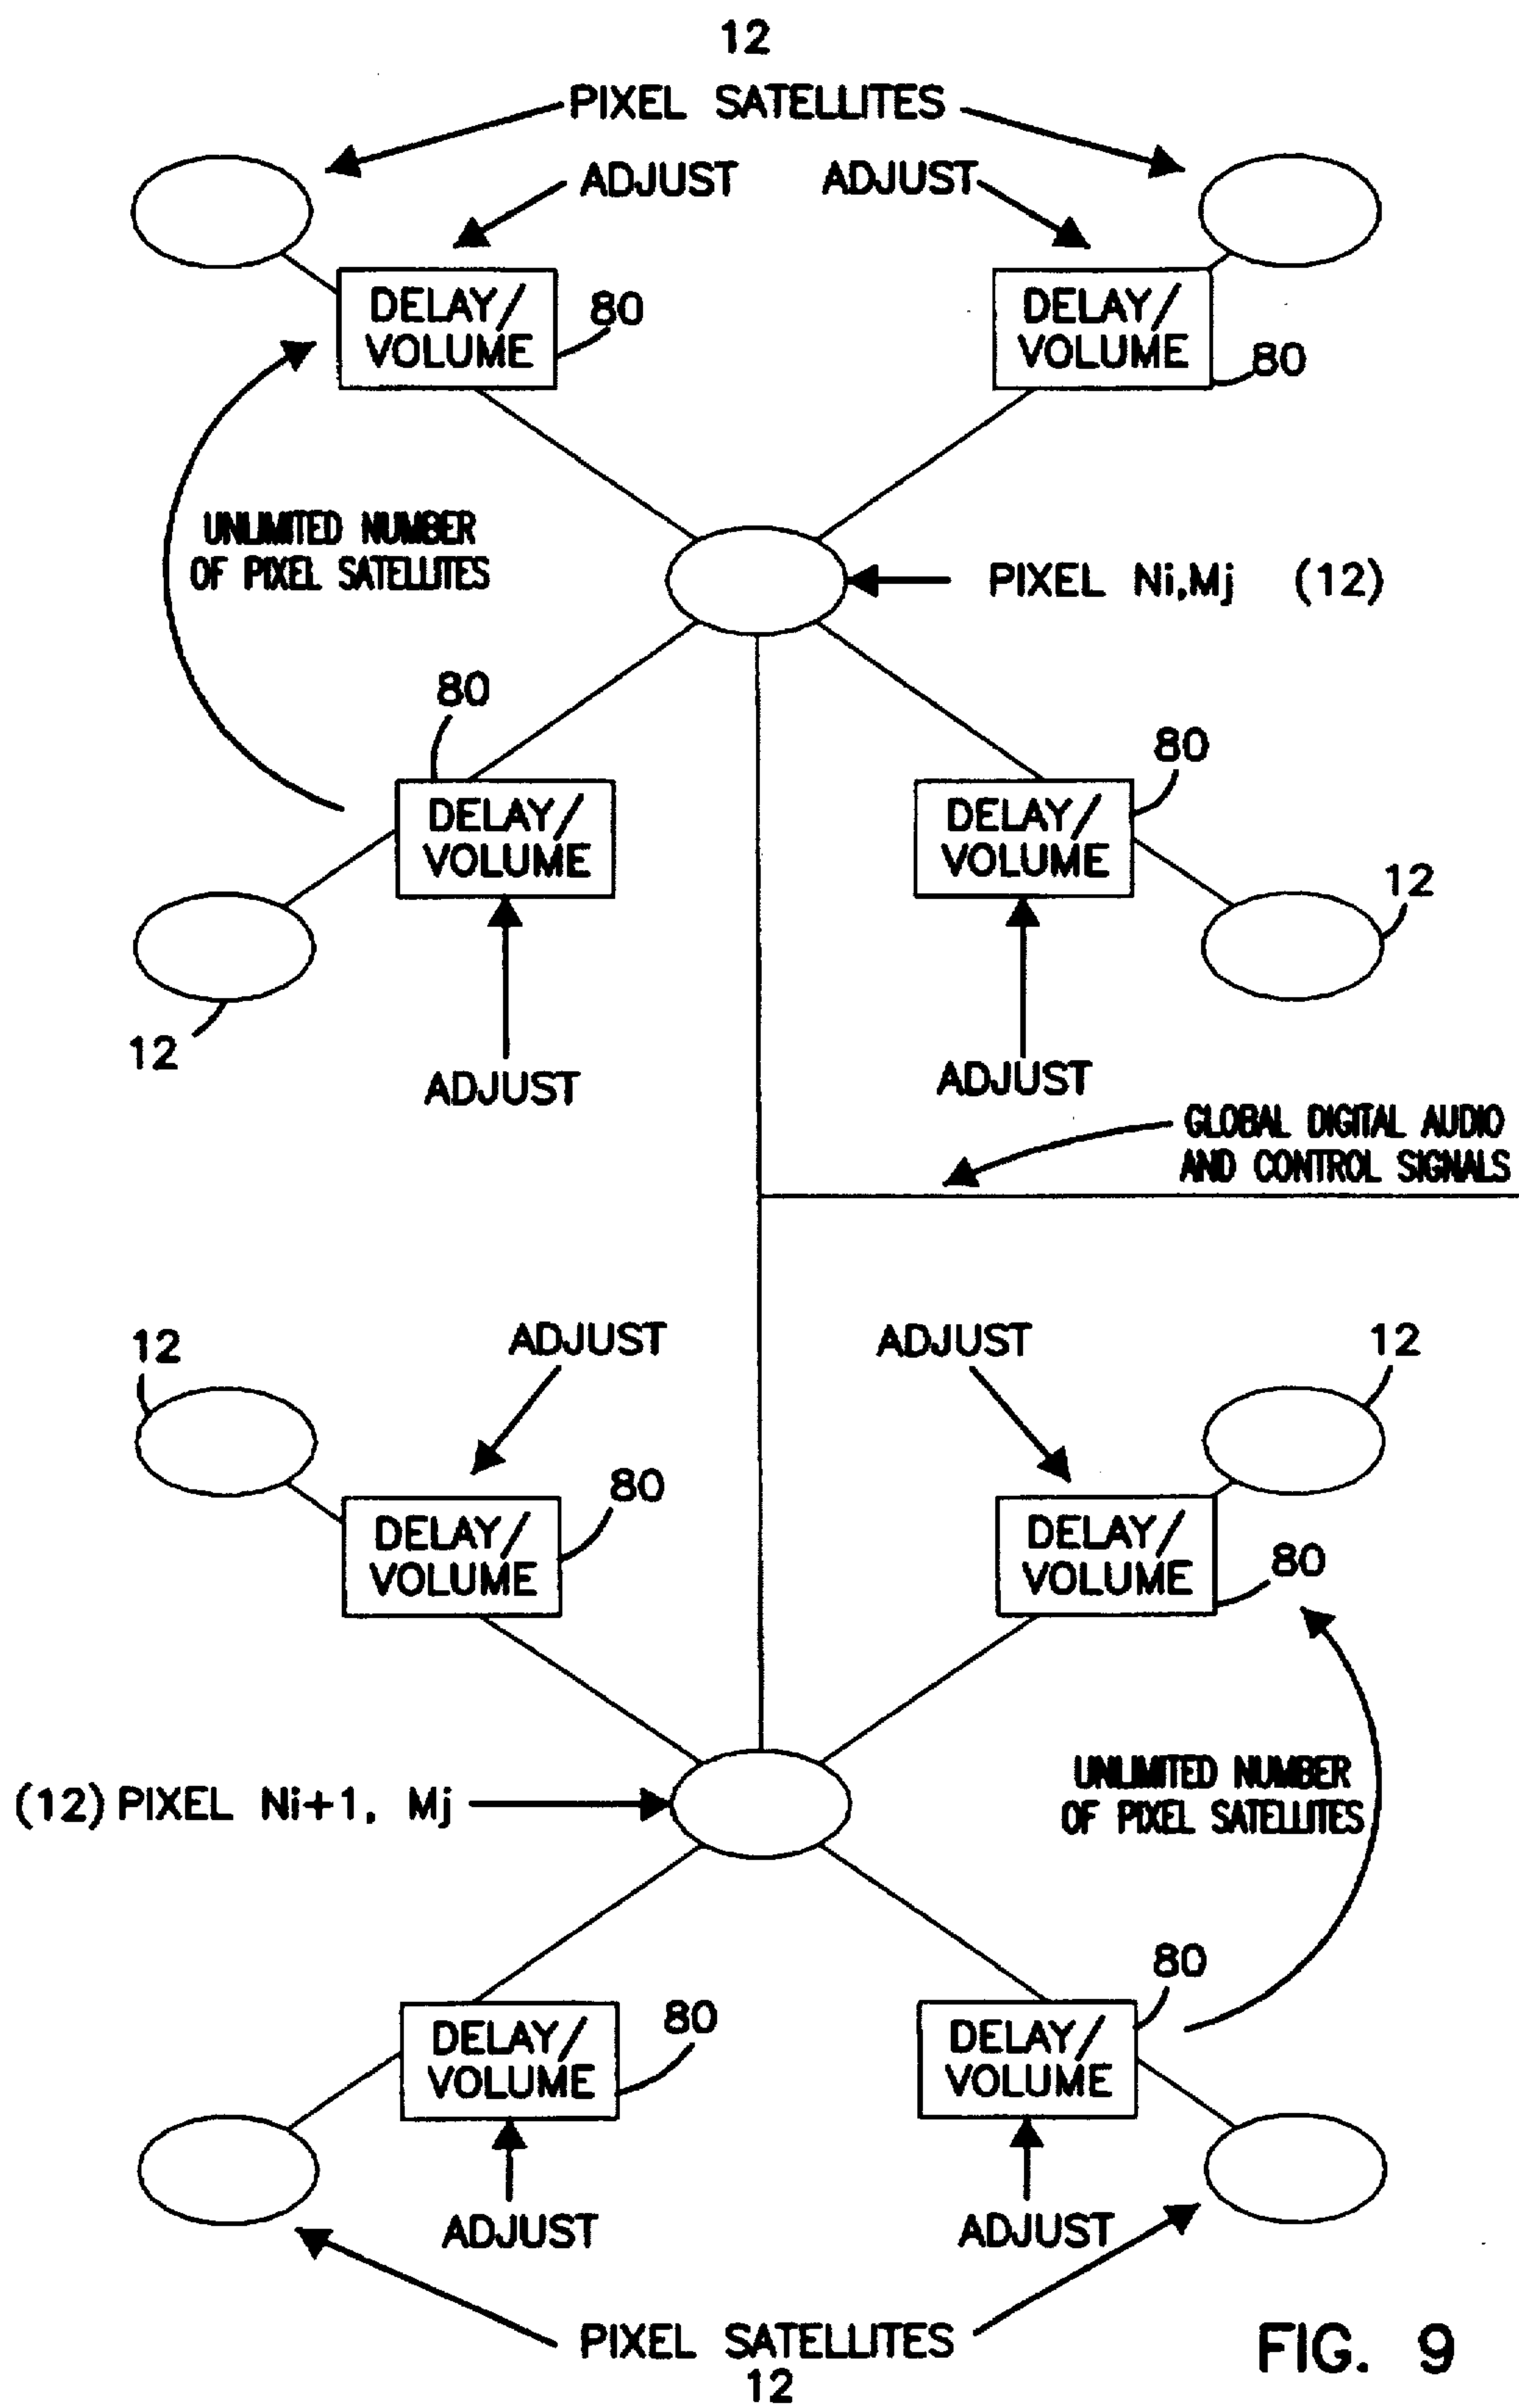 12
PIXEL SATELLITES
ADJUST
ADJUST
DELAY/
VOLUME
80
DELAY/
VOLUME
80
UNLIMITED NUMBER
OF PIXEL SATELLITES
PIXEL Ni,Mj (12)
80
80
DELAY/
VOLUME
DELAY/
VOLUME
12
12
ADJUST
ADJUST
GLOBAL DIGITAL AUDIO
AND CONTROL SIGNALS
12
ADJUST
ADJUST
12
80
DELAY/
VOLUME
DELAY/
VOLUME
80
UNLIMITED NUMBER
OF PIXEL SATELLITES
(12) PIXEL Ni+1, Mj
80
80
DELAY/
VOLUME
DELAY/
VOLUME
ADJUST
ADJUST
PIXEL SATELLITES
12
FIG. 9